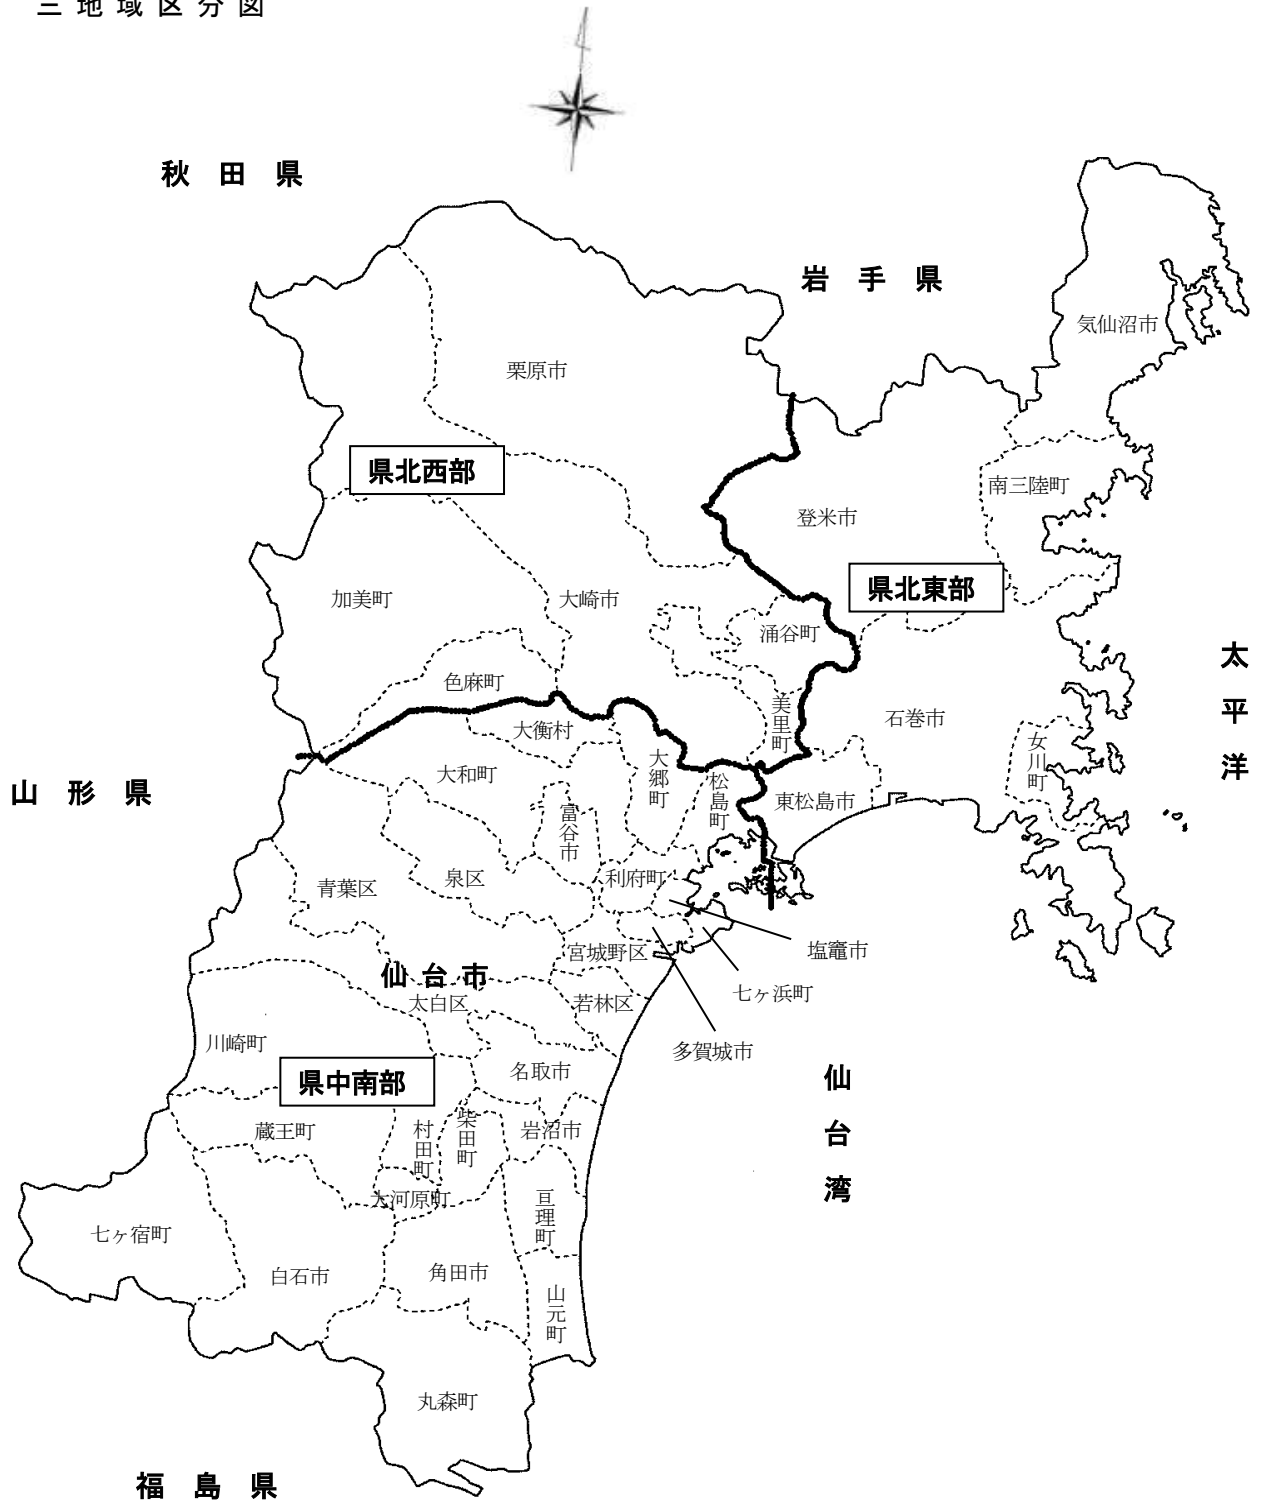 三地域区分図
秋田県
岩手県
気仙沼市
栗原市
県北西部
南三陸町
登米市
県北東部
加美町
大崎市
涌谷町
太平洋
色麻町
美里町
石巻市
大衡村
女川町
大和町
大郷町
松島町
山形県
東松島市
富谷市
青葉区
泉区
利府町
塩竈市
宮城野区
仙台市
七ヶ浜町
太白区
若林区
川崎町
多賀城市
名取市
県中南部
仙台湾
蔵王町
村田町
柴田町
岩沼市
大河原町
亘理町
七ヶ宿町
白石市
角田市
山元町
丸森町
福島県